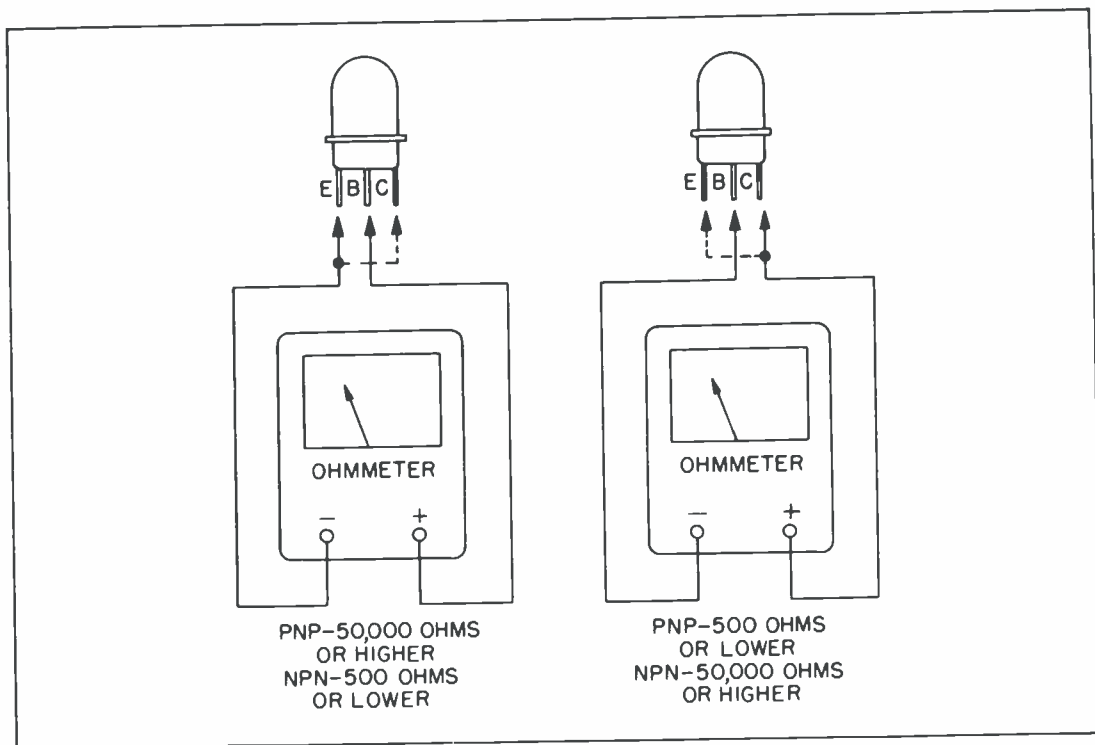 E B C
E B C
OHMMETER
OHMMETER
− +
− +
PNP-50,000 OHMS
OR HIGHER
NPN-500 OHMS
OR LOWER
PNP-500 OHMS
OR LOWER
NPN-50,000 OHMS
OR HIGHER